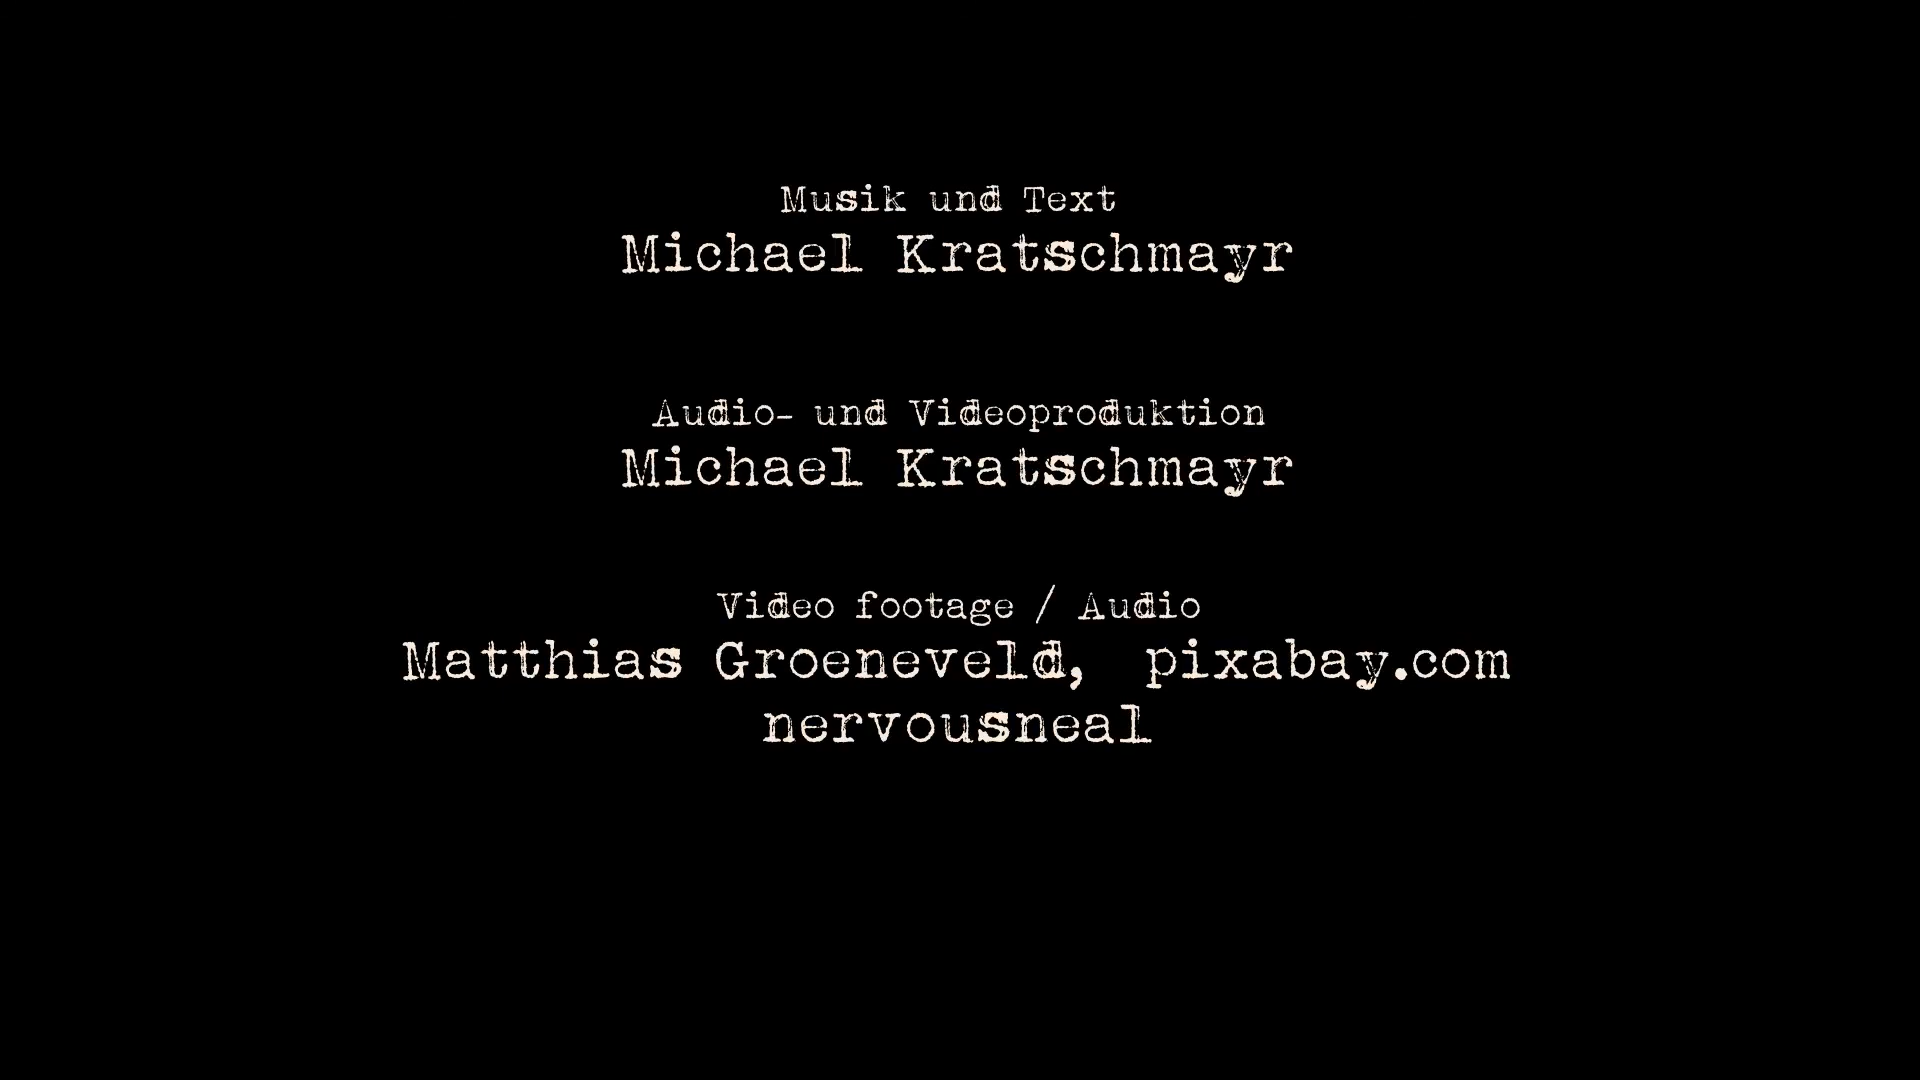 Musik und Text
Michael Kratschmayr
Audio- und Videoproduktion
Michael Kratschmayr
Video footage / Audio
Matthias Groeneveld,  pixabay.com
nervousneal